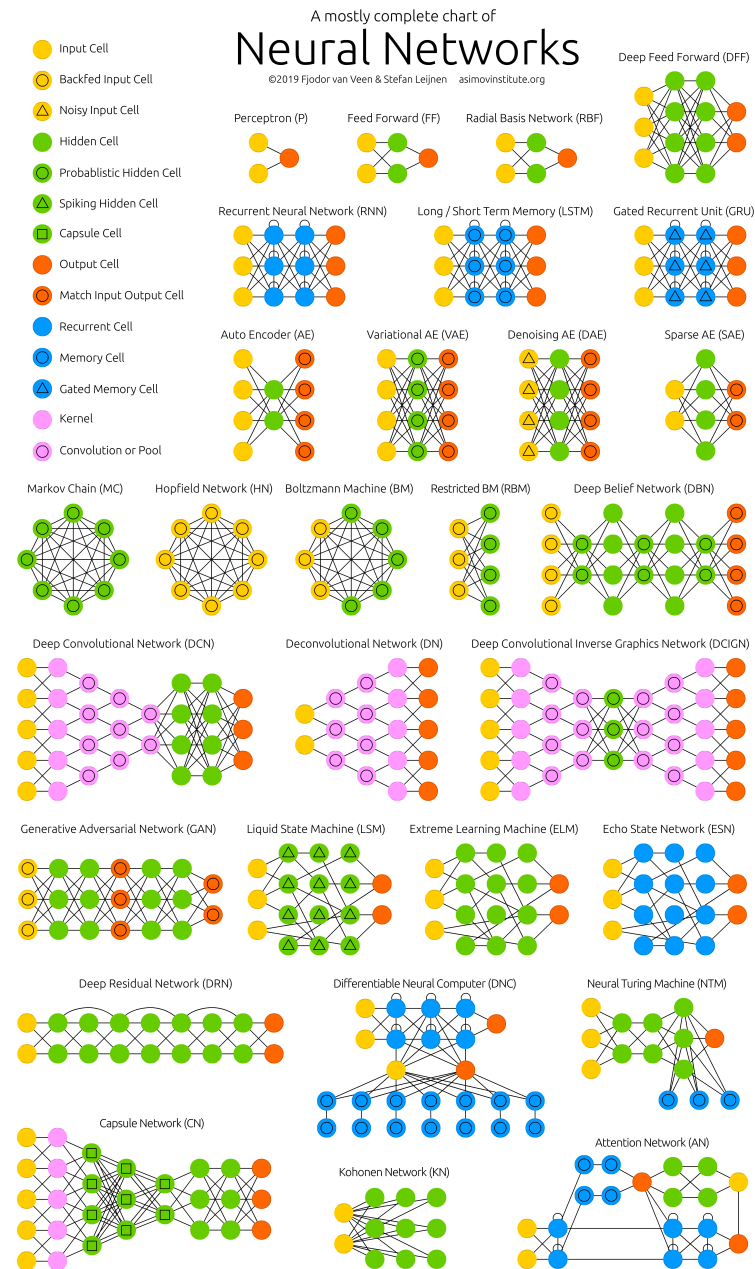 A mostly complete chart of
Neural Networks
©2019 Fjodor van Veen & Stefan Leijnen asimovinstitute.org
Input Cell
Backfed Input Cell
Noisy Input Cell
Hidden Cell
Probablistic Hidden Cell
Spiking Hidden Cell
Capsule Cell
Output Cell
Match Input Output Cell
Recurrent Cell
Memory Cell
Gated Memory Cell
Kernel
Convolution or Pool
Perceptron (P)
Feed Forward (FF)
Radial Basis Network (RBF)
Deep Feed Forward (DFF)
Recurrent Neural Network (RNN)
Long / Short Term Memory (LSTM)
Gated Recurrent Unit (GRU)
Auto Encoder (AE)
Variational AE (VAE)
Denoising AE (DAE)
Sparse AE (SAE)
Markov Chain (MC)
Hopfield Network (HN)
Boltzmann Machine (BM)
Restricted BM (RBM)
Deep Belief Network (DBN)
Deep Convolutional Network (DCN)
Deconvolutional Network (DN)
Deep Convolutional Inverse Graphics Network (DCIGN)
Generative Adversarial Network (GAN)
Liquid State Machine (LSM)
Extreme Learning Machine (ELM)
Echo State Network (ESN)
Deep Residual Network (DRN)
Differentiable Neural Computer (DNC)
Neural Turing Machine (NTM)
Capsule Network (CN)
Kohonen Network (KN)
Attention Network (AN)